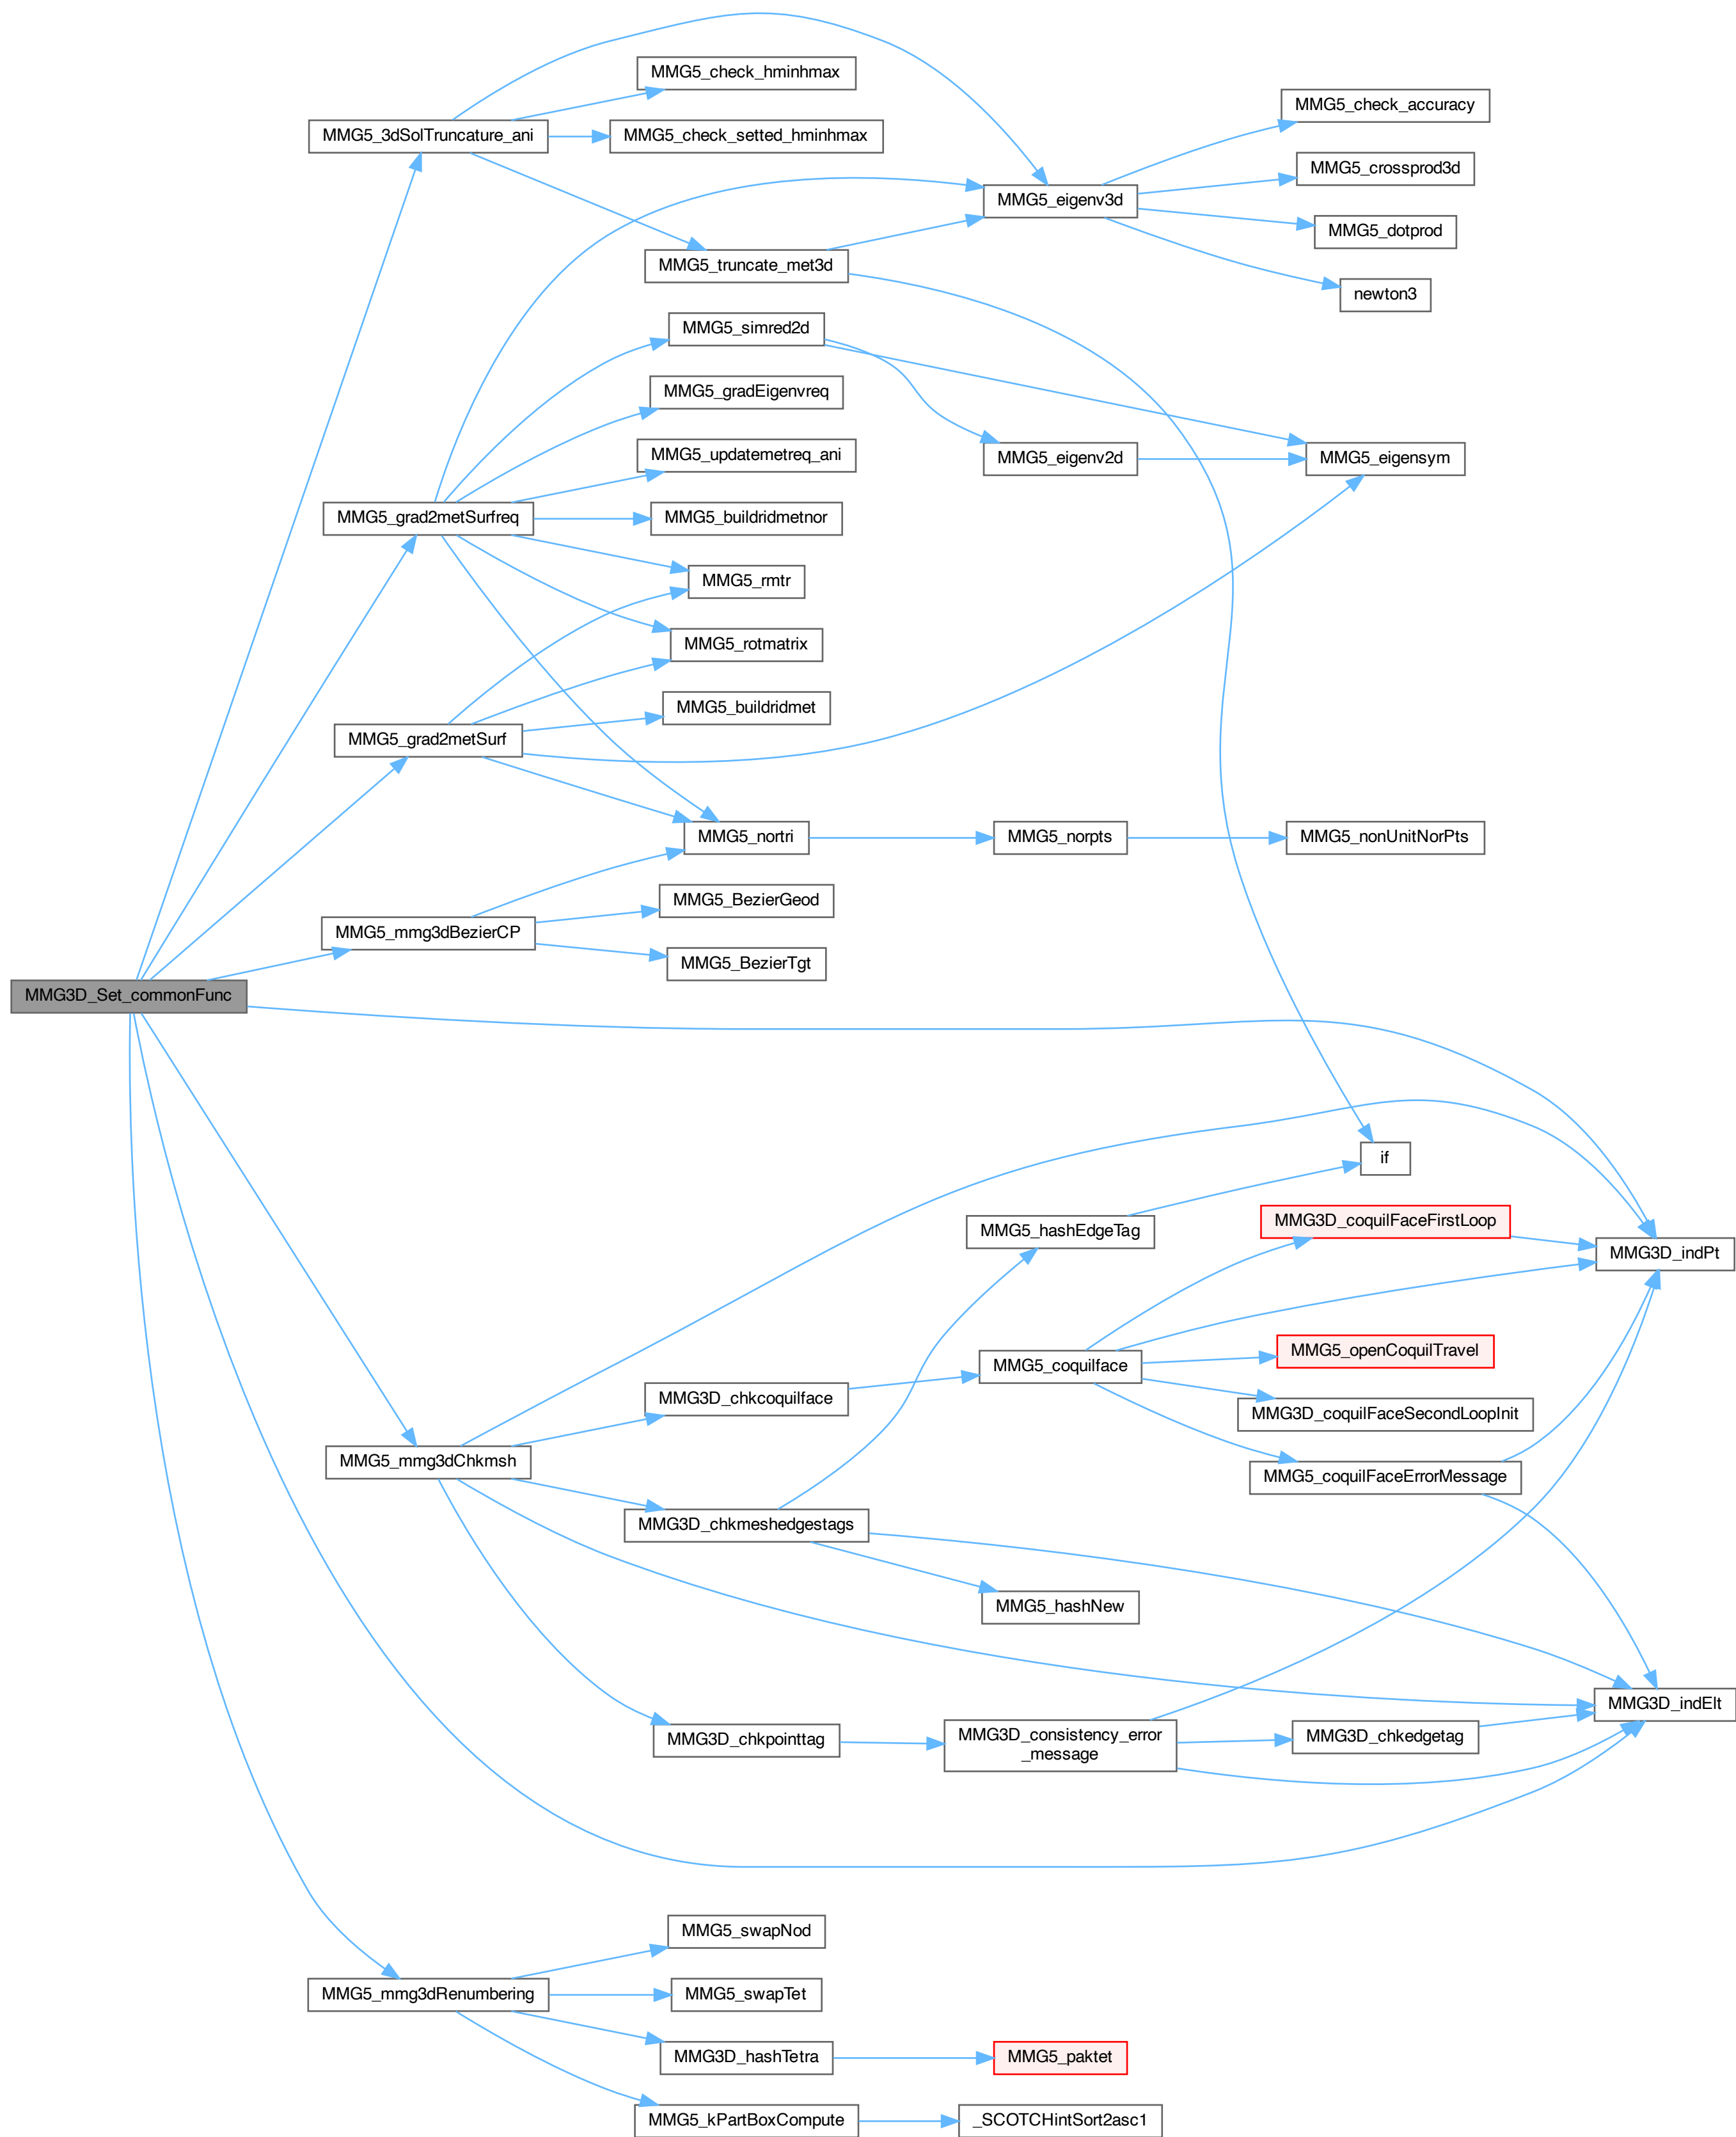 MMG5_check_hminhmax
MMG5_check_accuracy
MMG5_3dSolTruncature_ani
MMG5_check_setted_hminhmax
MMG5_crossprod3d
MMG5_eigenv3d
MMG5_dotprod
MMG5_truncate_met3d
newton3
MMG5_simred2d
MMG5_gradEigenvreq
MMG5_updatemetreq_ani
MMG5_eigenv2d
MMG5_eigensym
MMG5_grad2metSurfreq
MMG5_buildridmetnor
MMG5_rmtr
MMG5_rotmatrix
MMG5_buildridmet
MMG5_grad2metSurf
MMG5_nortri
MMG5_norpts
MMG5_nonUnitNorPts
MMG5_BezierGeod
MMG5_mmg3dBezierCP
MMG5_BezierTgt
MMG3D_Set_commonFunc
if
MMG3D_coquilFaceFirstLoop
MMG5_hashEdgeTag
MMG3D_indPt
MMG5_openCoquilTravel
MMG5_coquilface
MMG3D_chkcoquilface
MMG3D_coquilFaceSecondLoopInit
MMG5_mmg3dChkmsh
MMG5_coquilFaceErrorMessage
MMG3D_chkmeshedgestags
MMG5_hashNew
MMG3D_indElt
MMG3D_chkpointtag
MMG3D_consistency_error
_message
MMG3D_chkedgetag
MMG5_swapNod
MMG5_mmg3dRenumbering
MMG5_swapTet
MMG3D_hashTetra
MMG5_paktet
MMG5_kPartBoxCompute
_SCOTCHintSort2asc1